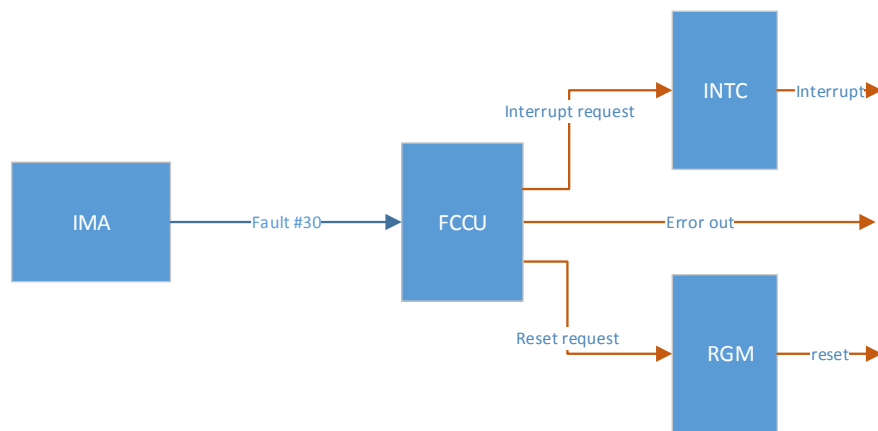 INTC
Interrupt
Interrupt request
IMA
Fault #30
FCCU
Error out
Reset request
RGM
reset